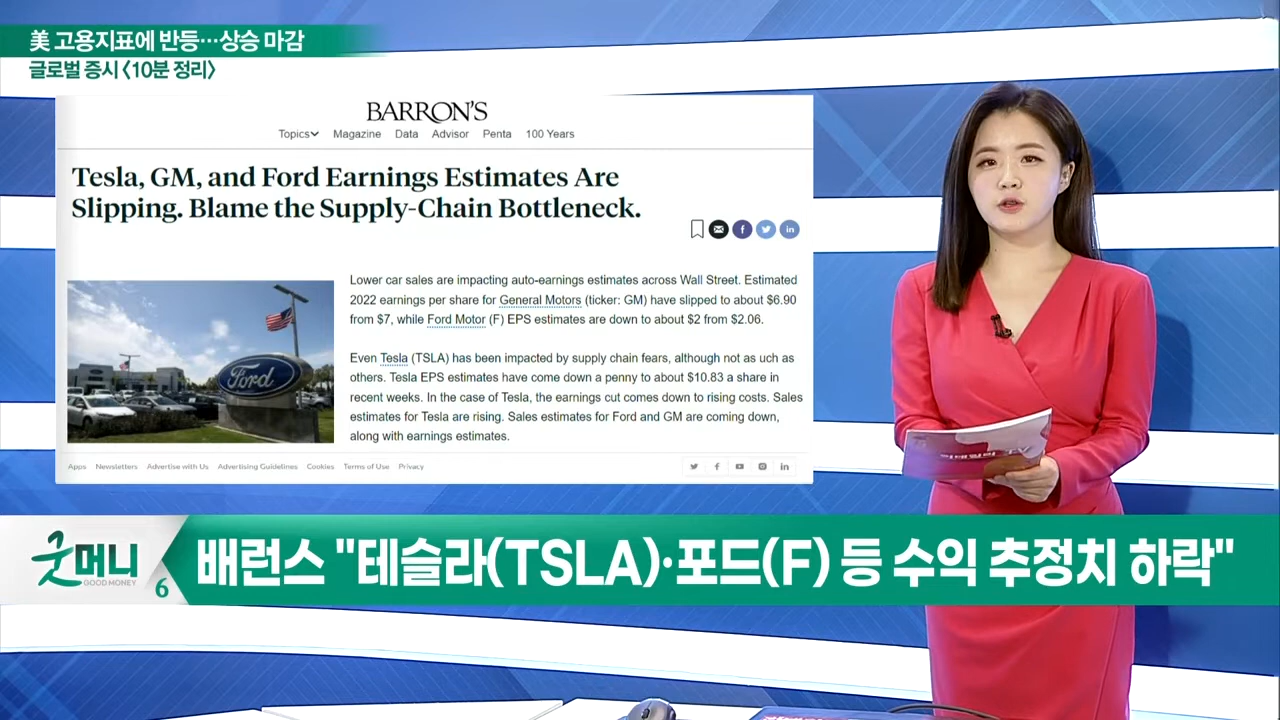 美 고용지표에 반등…상승 마감
글로벌 증시 <10분 정리>
BARRON'S
Topics Magazine Data Advisor Penta 100 Years
Tesla, GM, and Ford Earnings Estimates Are
Slipping. Blame the Supply-Chain Bottleneck.
Lower car sales are impacting auto-earnings estimates across Wall Street. Estimated
2022 earnings per share for General Motors (ticker: GM) have slipped to about $6.90
from $7, while Ford Motor (F) EPS estimates are down to about $2 from $2.06.
Even Tesla (TSLA) has been impacted by supply chain fears, although not as uch as
others. Tesla EPS estimates have come down a penny to about $10.83 a share in
recent weeks. In the case of Tesla, the earnings cut comes down to rising costs. Sales
estimates for Tesla are rising. Sales estimates for Ford and GM are coming down,
along with earnings estimates.
Ford
Apps Newsletters Advertise with Us Advertising Guidelines Cookies Terms of Use Privacy
굿머니
GOOD MONEY
6
배런스 "테슬라(TSLA)·포드(F) 등 수익 추정치 하락"